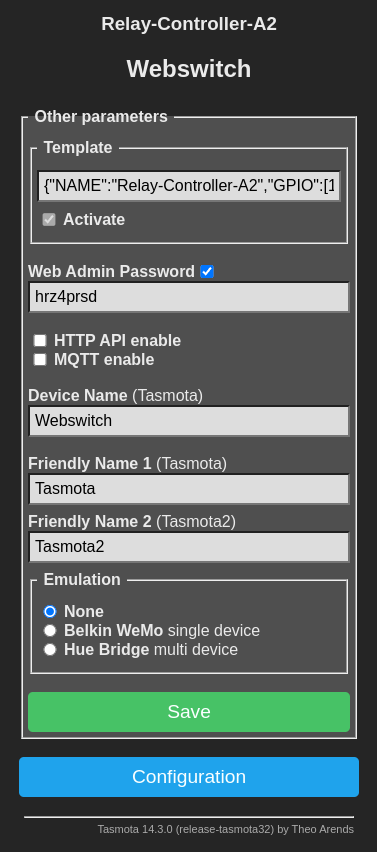 Relay-Controller-A2
Webswitch
Other parameters
Template
{"NAME":"Relay-Controller-A2","GPIO":[1
Activate
Web Admin Password
hrz4prsd
HTTP API enable
MQTT enable
Device Name (Tasmota)
Webswitch
Friendly Name 1 (Tasmota)
Tasmota
Friendly Name 2 (Tasmota2)
Tasmota2
Emulation
None
Belkin WeMo single device
Hue Bridge multi device
Save
Configuration
Tasmota 14.3.0 (release-tasmota32) by Theo Arends